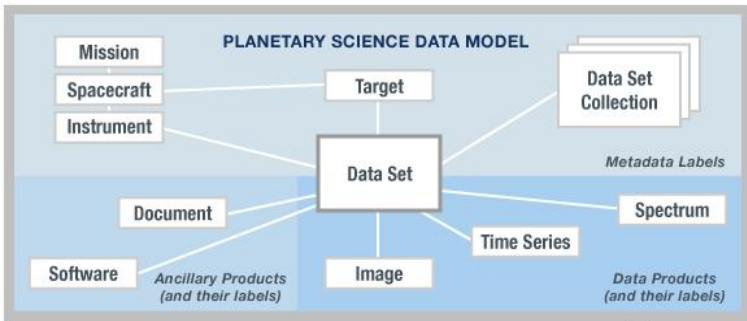 PLANETARY SCIENCE DATA MODEL
Mission
Spacecraft
Instrument
Target
Data Set
Collection
Metadata Labels
Data Set
Document
Software
Ancillary Products
(and their labels)
Image
Time Series
Spectrum
Data Products
(and their labels)